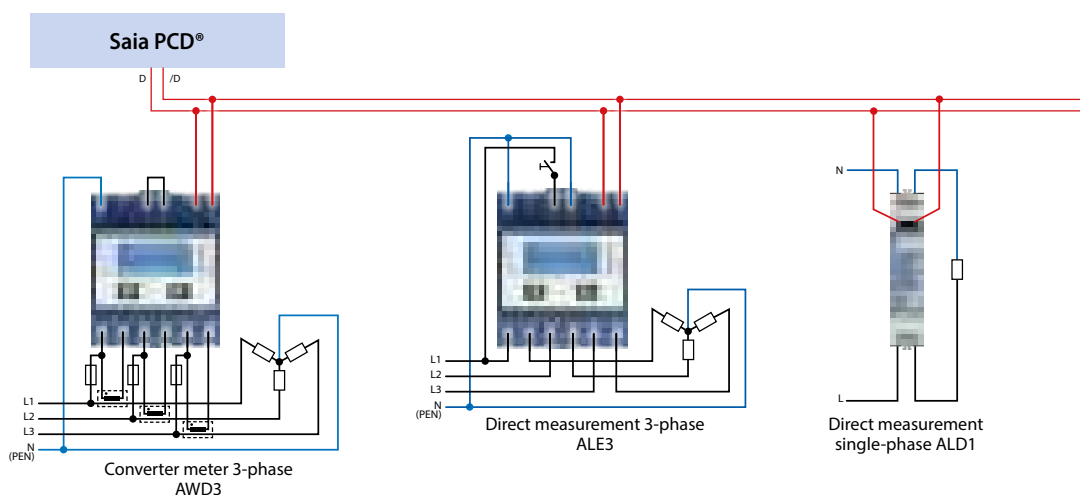 Saia PCD®
D /D
N
L1
L2
L3
N
(PEN)
Converter meter 3-phase
AWD3
L1
L2
L3
N
(PEN)
Direct measurement 3-phase
ALE3
L
Direct measurement
single-phase ALD1